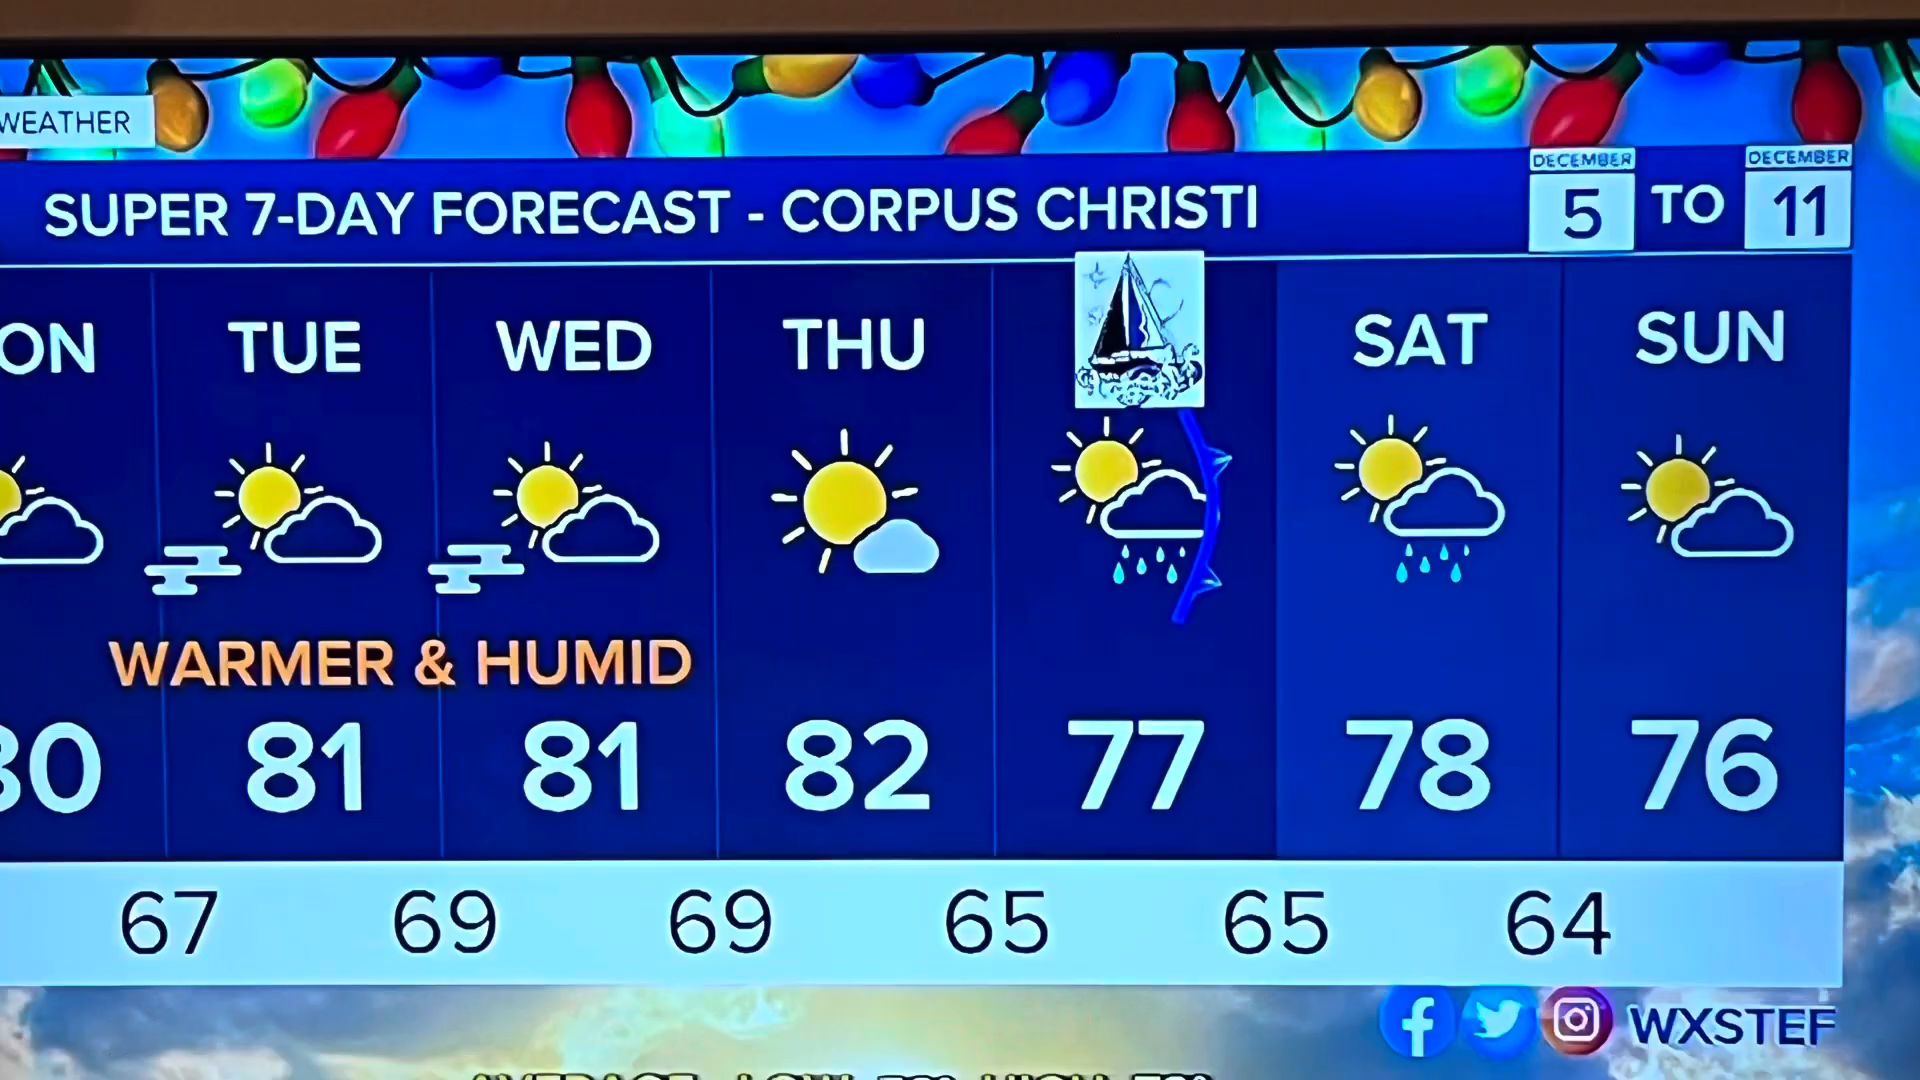 WEATHER
SUPER 7-DAY FORECAST - CORPUS CHRISTI
DECEMBER 5 TO DECEMBER 11
ON TUE WED THU SAT SUN
WARMER & HUMID
80 81 81 82 77 78 76
67 69 69 65 65 64
WXSTEF